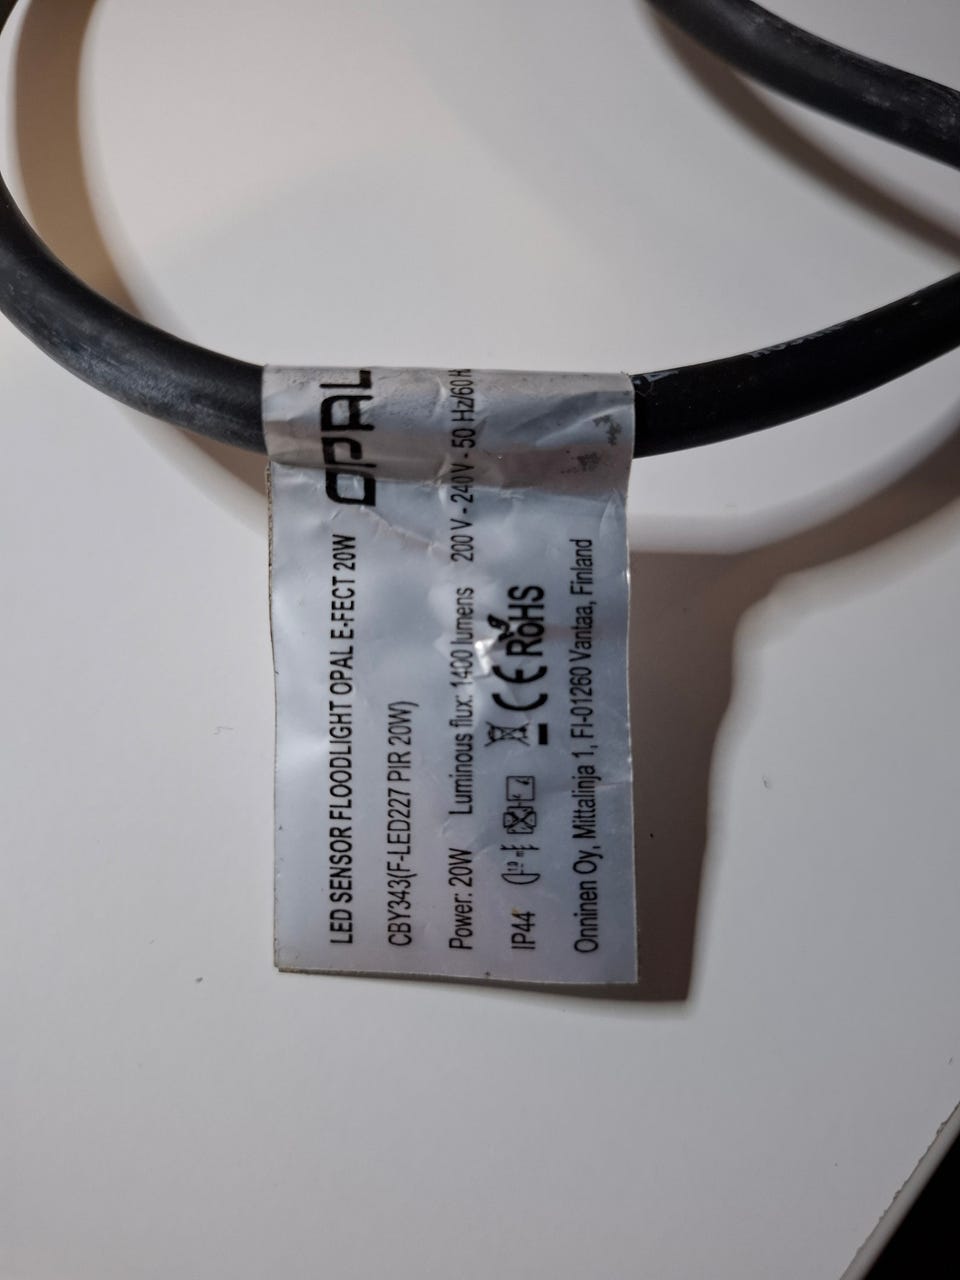 OPAL
LED SENSOR FLOODLIGHT OPAL E-FECT 20W
CBY343(F-LED227 PIR 20W)
Power: 20W Luminous flux: 1400 lumens 200 V - 240V - 50 Hz/60 H
IP44 CE RoHS
Onninen Oy, Mittalinja 1, FI-01260 Vantaa, Finland